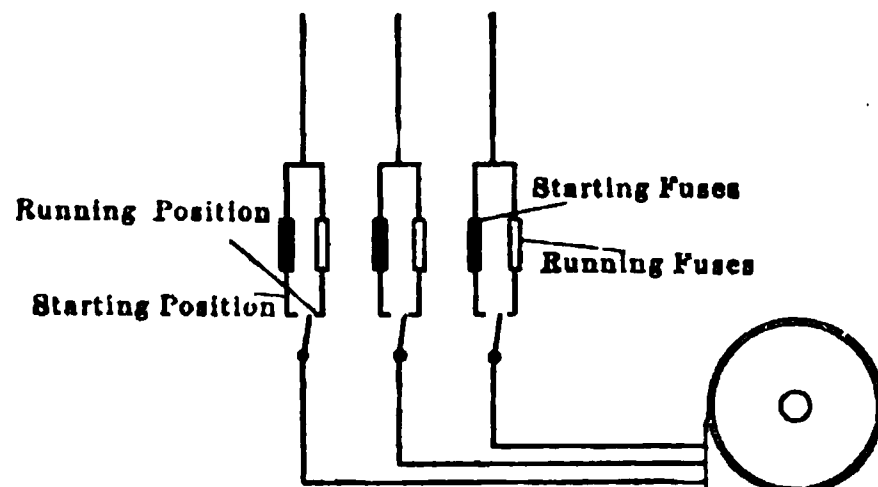 Starting Fuses
Running Position
Running Fuses
Starting Position